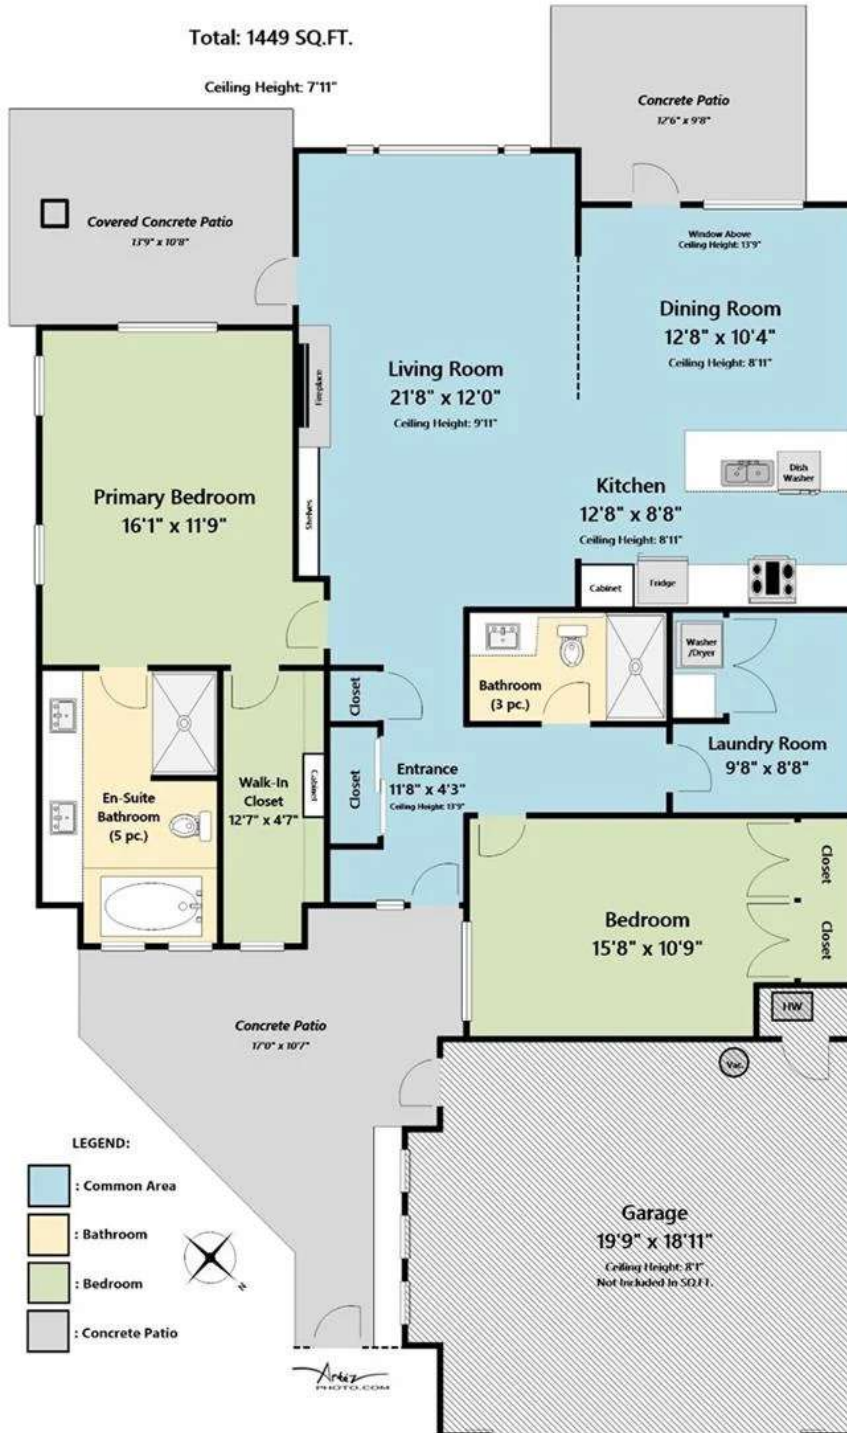 Total: 1449 SQ.FT.
Ceiling Height: 7'11"
Concrete Patio
12'6" x 9'8"
Covered Concrete Patio
13'9" x 10'8"
Window Above
Ceiling Height: 13'9"
Dining Room
12'8" x 10'4"
Ceiling Height: 8'11"
Living Room
21'8" x 12'0"
Ceiling Height: 9'11"
Fireplace
Shelves
Primary Bedroom
16'1" x 11'9"
Dish
Washer
Kitchen
12'8" x 8'8"
Ceiling Height: 8'11"
Cabinet
Fridge
Washer
/Dryer
Bathroom
(3 pc.)
Closet
Laundry Room
9'8" x 8'8"
Entrance
11'8" x 4'3"
Ceiling Height: 13'9"
Closet
Walk-In
Closet
12'7" x 4'7"
Cabinet
En-Suite
Bathroom
(5 pc.)
Closet
Closet
Bedroom
15'8" x 10'9"
HW
Concrete Patio
17'0" x 10'7"
Vac.
LEGEND:
: Common Area
: Bathroom
: Bedroom
: Concrete Patio
N
Garage
19'9" x 18'11"
Ceiling Height: 8'1"
Not Included In SQ.FT.
Artez
PHOTO.COM